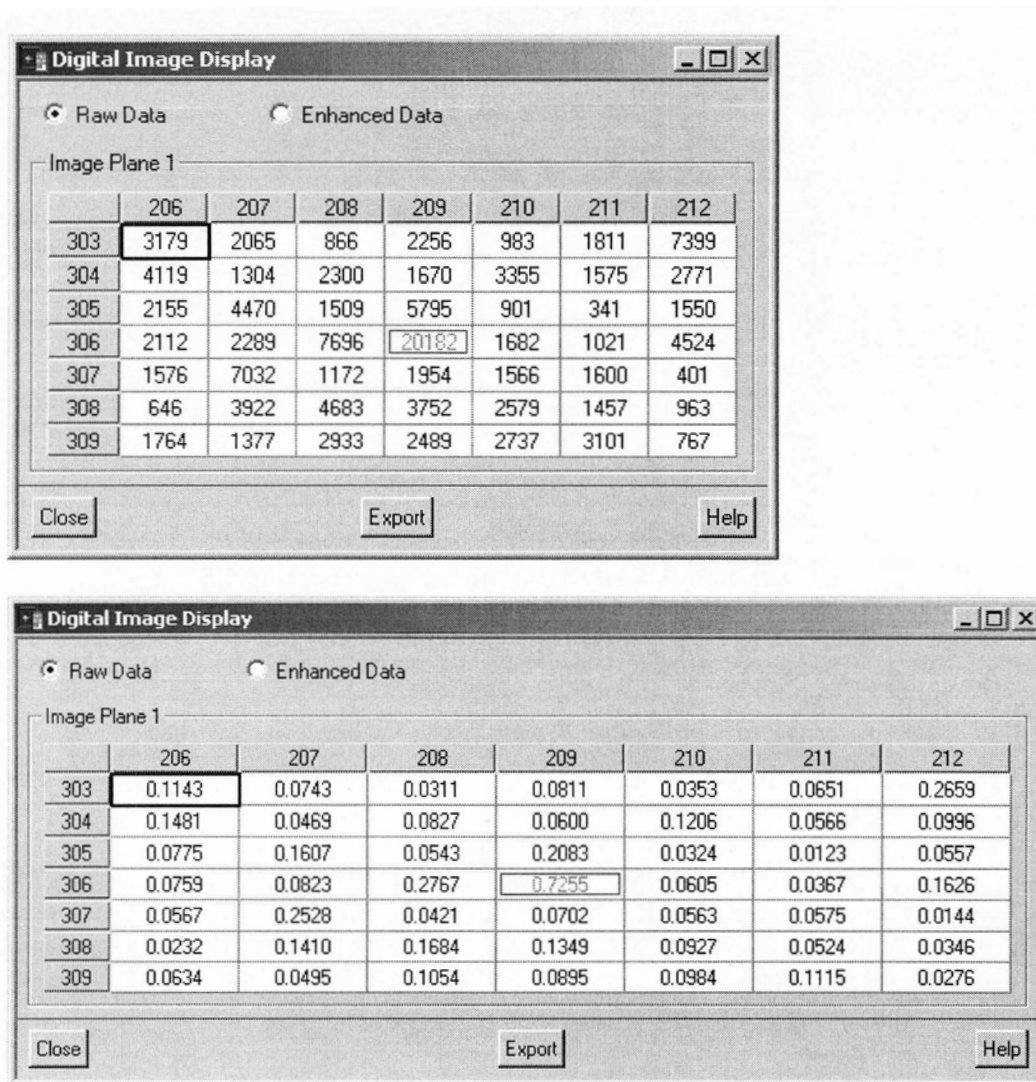 Digital Image Display
Raw Data Enhanced Data
Image Plane 1
206 207 208 209 210 211 212
303 3179 2065 866 2256 983 1811 7399
304 4119 1304 2300 1670 3355 1575 2771
305 2155 4470 1509 5795 901 341 1550
306 2112 2289 7696 20182 1682 1021 4524
307 1576 7032 1172 1954 1566 1600 401
308 646 3922 4683 3752 2579 1457 963
309 1764 1377 2933 2489 2737 3101 767
Close Export Help
Digital Image Display
Raw Data Enhanced Data
Image Plane 1
206 207 208 209 210 211 212
303 0.1143 0.0743 0.0311 0.0811 0.0353 0.0651 0.2659
304 0.1481 0.0469 0.0827 0.0600 0.1206 0.0566 0.0996
305 0.0775 0.1607 0.0543 0.2083 0.0324 0.0123 0.0557
306 0.0759 0.0823 0.2767 0.7255 0.0605 0.0367 0.1626
307 0.0567 0.2528 0.0421 0.0702 0.0563 0.0575 0.0144
308 0.0232 0.1410 0.1684 0.1349 0.0927 0.0524 0.0346
309 0.0634 0.0495 0.1054 0.0895 0.0984 0.1115 0.0276
Close Export Help